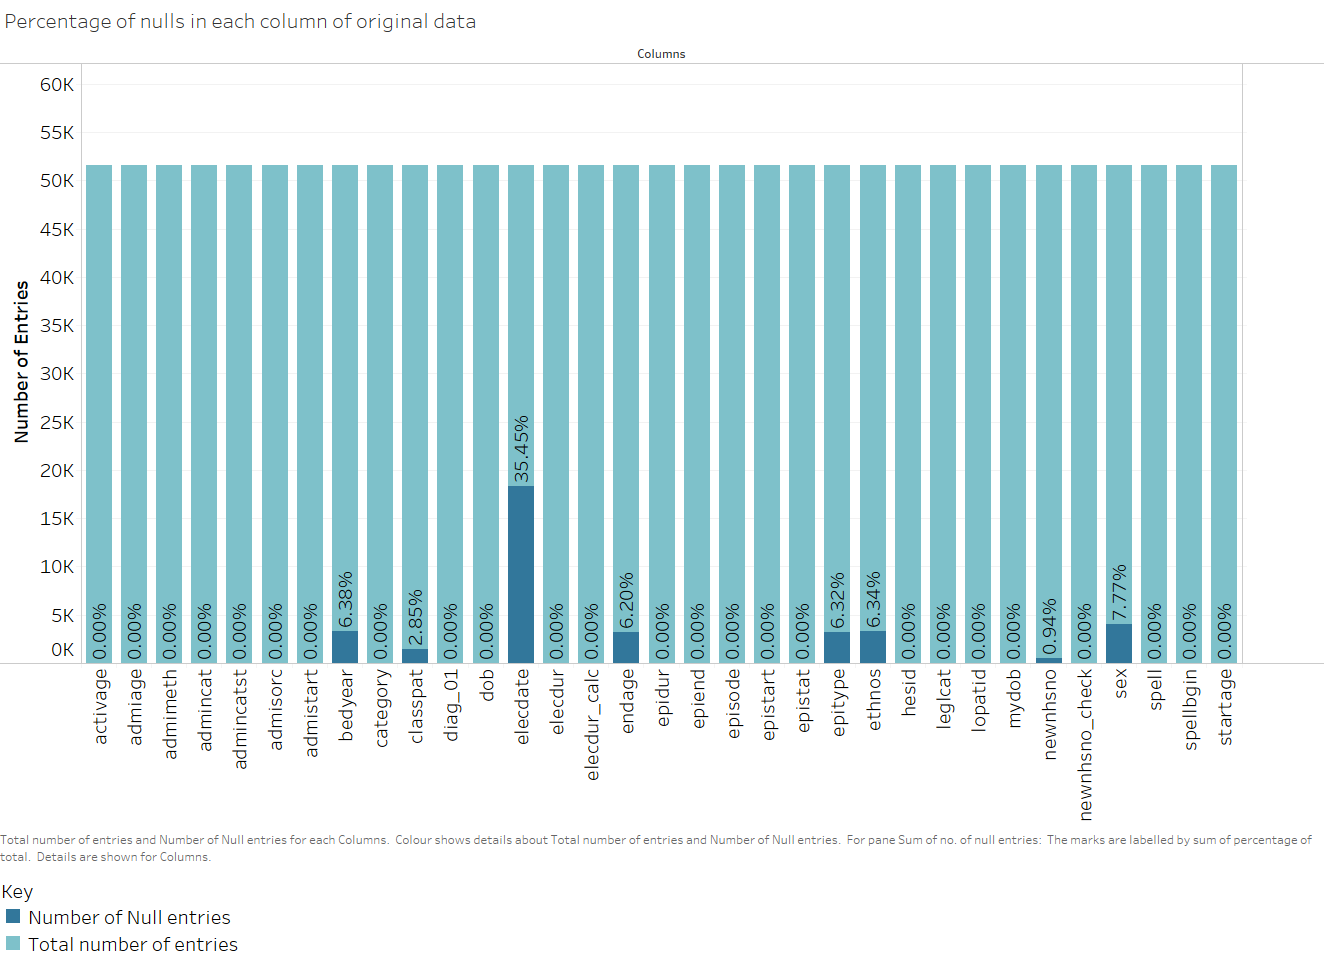 Percentage of nulls in each column of original data
Columns
Number of Entries
60K
55K
50K
45K
40K
35K
30K
25K
20K
15K
10K
5K
0K
0.00%
0.00%
0.00%
0.00%
0.00%
0.00%
0.00%
6.38%
0.00%
2.85%
0.00%
0.00%
35.45%
0.00%
0.00%
6.20%
0.00%
0.00%
0.00%
0.00%
0.00%
6.32%
6.34%
0.00%
0.00%
0.00%
0.00%
0.94%
0.00%
7.77%
0.00%
0.00%
0.00%
activage
admiage
admimeth
admincat
admincatst
admisorc
admistart
bedyear
category
classpat
diag_01
dob
elecdate
elecdur
elecdur_calc
endage
epidur
epiend
episode
epistart
epistat
epitype
ethnos
hesid
leglcat
lopatid
mydob
newnhsno
newnhsno_check
sex
spell
spellbgin
startage
Total number of entries and Number of Null entries for each Columns.  Colour shows details about Total number of entries and Number of Null entries.  For pane Sum of no. of null entries:  The marks are labelled by sum of percentage of
total.  Details are shown for Columns.
Key
Number of Null entries
Total number of entries